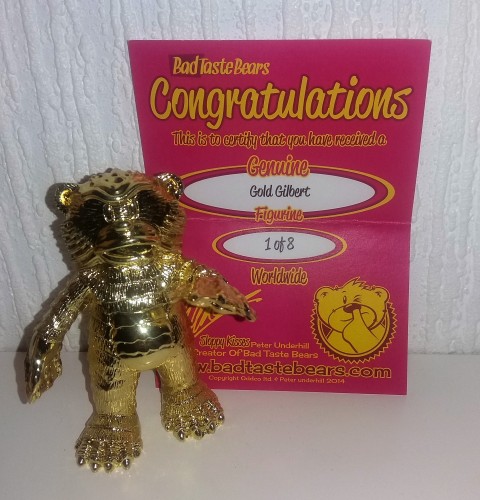 Bad Taste Bears
Congratulations
This is to certify that you have received a
Genuine
Gold Gilbert
Figurine
1 of 8
Worldwide
Sloppy Kisses
Peter Underhill
Creator Of Bad Taste Bears
www.badtastebears.com
Copyright ltd & Peter underhill 2014